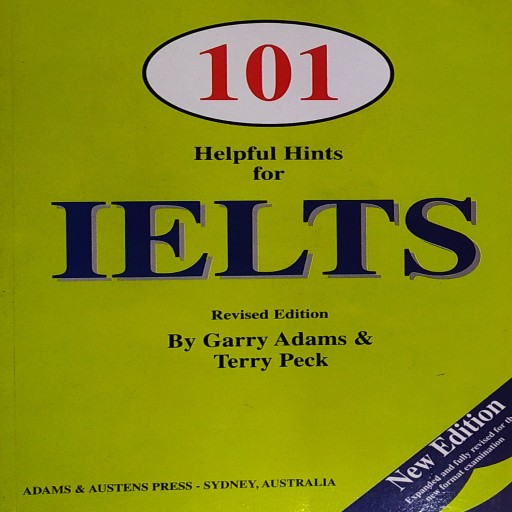 101
Helpful Hints
for
IELTS
Revised Edition
By Garry Adams &
Terry Peck
New Edition
Expanded and fully revised for
new format examination
ADAMS & AUSTENS PRESS - SYDNEY, AUSTRALIA